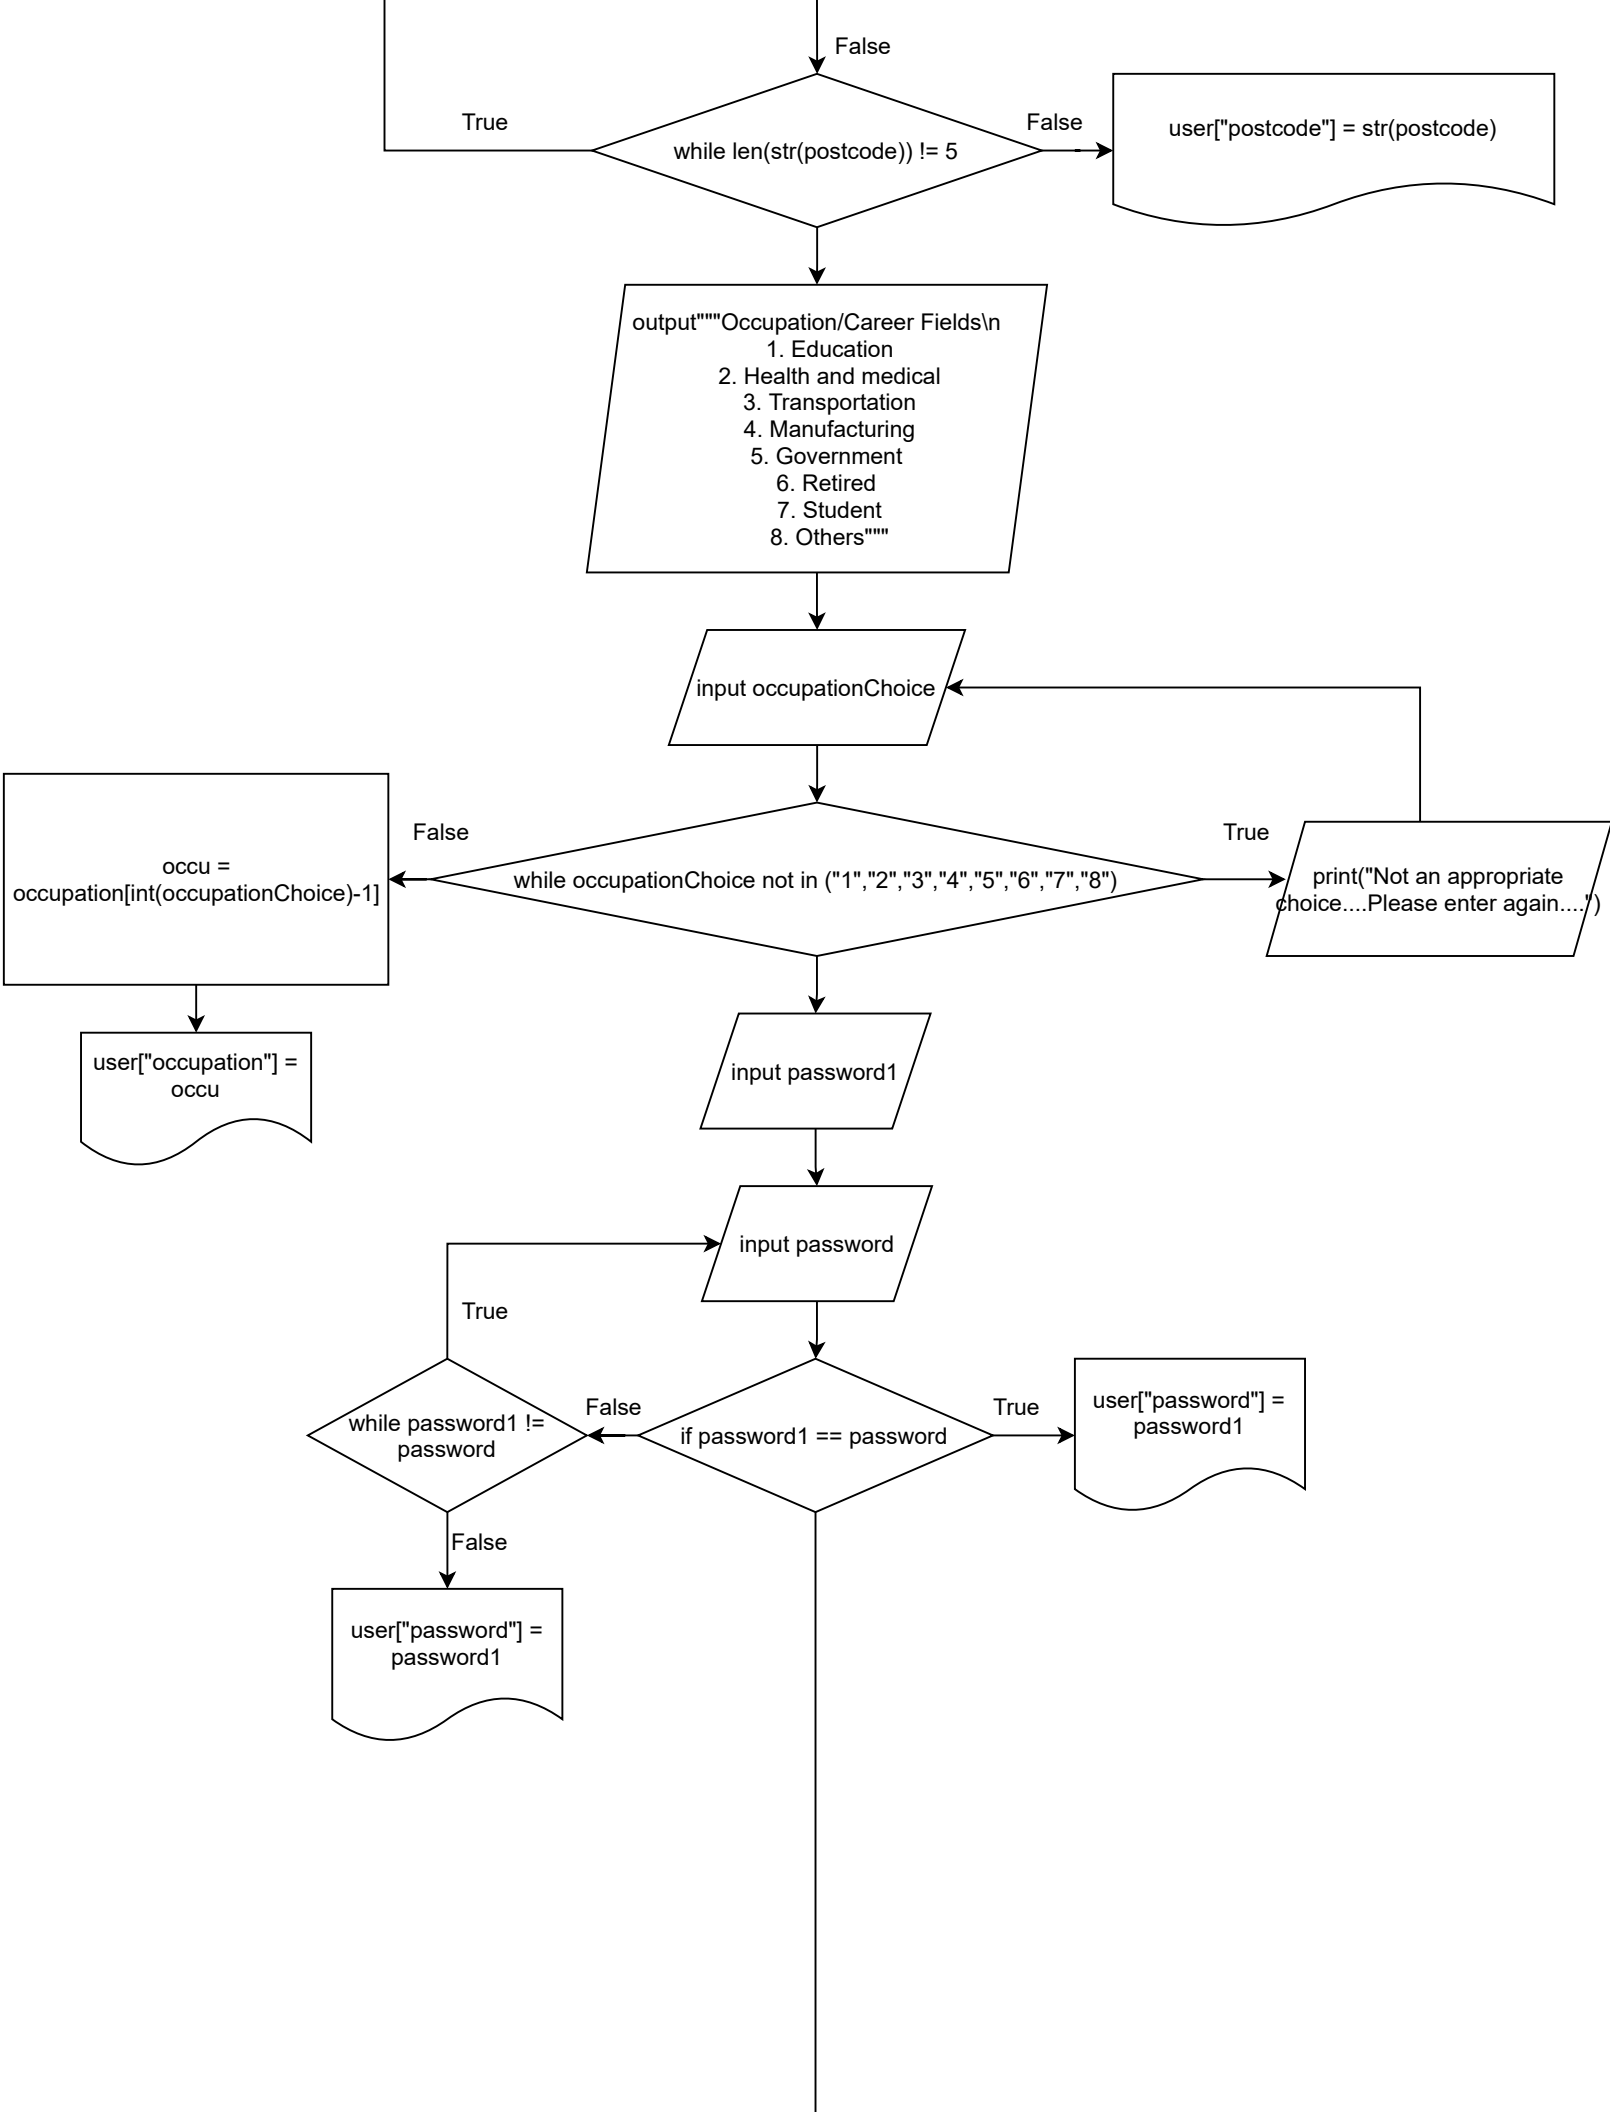 False
True
False
while len(str(postcode)) != 5
user["postcode"] = str(postcode)
output"""Occupation/Career Fields\n
1. Education
2. Health and medical
3. Transportation
4. Manufacturing
5. Government
6. Retired
7. Student
8. Others"""
input occupationChoice
False
True
occu =
occupation[int(occupationChoice)-1]
while occupationChoice not in ("1","2","3","4","5","6","7","8")
print("Not an appropriate
choice....Please enter again....")
user["occupation"] =
occu
input password1
input password
True
while password1 !=
password
False
if password1 == password
True
user["password"] =
password1
False
user["password"] =
password1